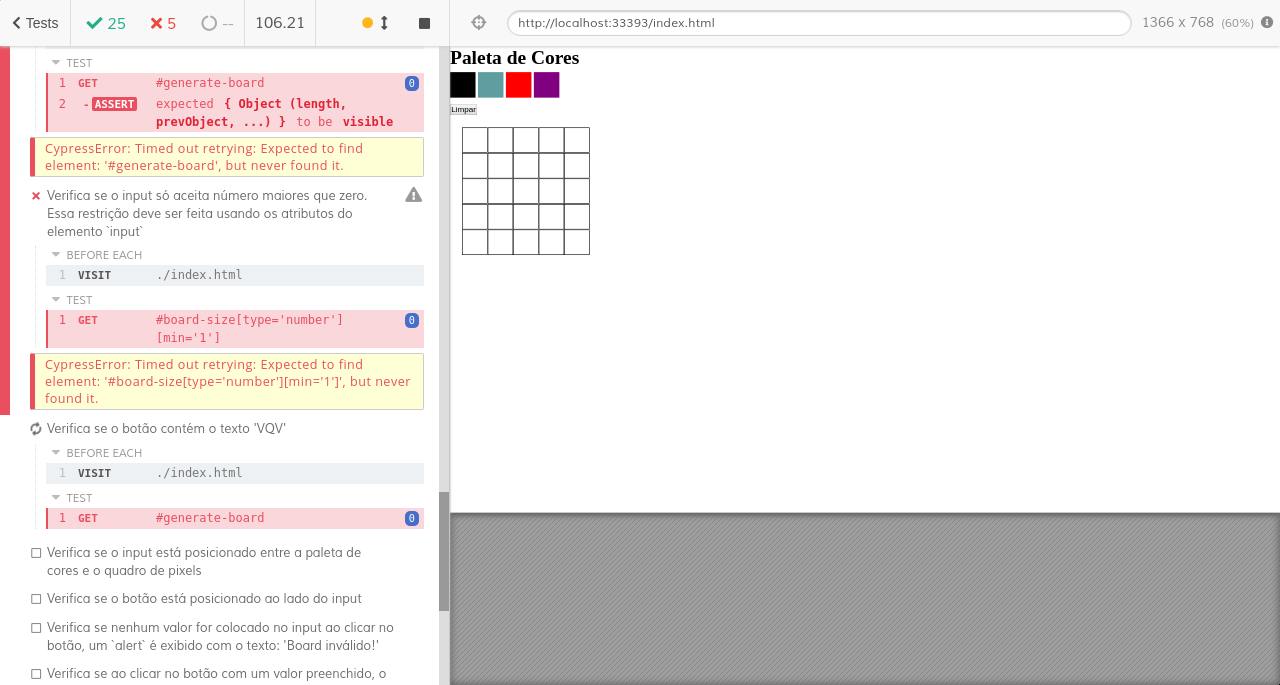 Tests
25
5
--
106.21
http://localhost:33393/index.html
1366 x 768 (60%)
TEST
1 GET #generate-board 0
2 -ASSERT expected { Object (length,
prevObject, ...) } to be visible
CypressError: Timed out retrying: Expected to find
element: '#generate-board', but never found it.
Verifica se o input só aceita número maiores que zero.
Essa restrição deve ser feita usando os atributos do
elemento `input`
BEFORE EACH
1 VISIT ./index.html
TEST
1 GET #board-size[type='number'] 0
[min='1']
CypressError: Timed out retrying: Expected to find
element: '#board-size[type='number'][min='1']', but never
found it.
Verifica se o botão contém o texto 'VQV'
BEFORE EACH
1 VISIT ./index.html
TEST
1 GET #generate-board 0
Verifica se o input está posicionado entre a paleta de
cores e o quadro de pixels
Verifica se o botão está posicionado ao lado do input
Verifica se nenhum valor for colocado no input ao clicar no
botão, um `alert` é exibido com o texto: 'Board inválido!'
Verifica se ao clicar no botão com um valor preenchido, o
Paleta de Cores
Limpar